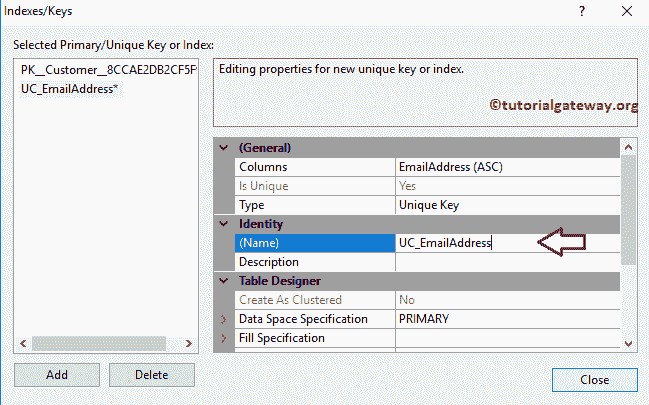 Indexes/Keys
Selected Primary/Unique Key or Index:
PK__Customer__8CCAE2DB2CF5F
UC_EmailAddress*
Editing properties for new unique key or index.
©tutorialgateway.org
(General)
Columns EmailAddress (ASC)
Is Unique Yes
Type Unique Key
Identity
(Name) UC_EmailAddress
Description
Table Designer
Create As Clustered No
Data Space Specification PRIMARY
Fill Specification
Add Delete
Close